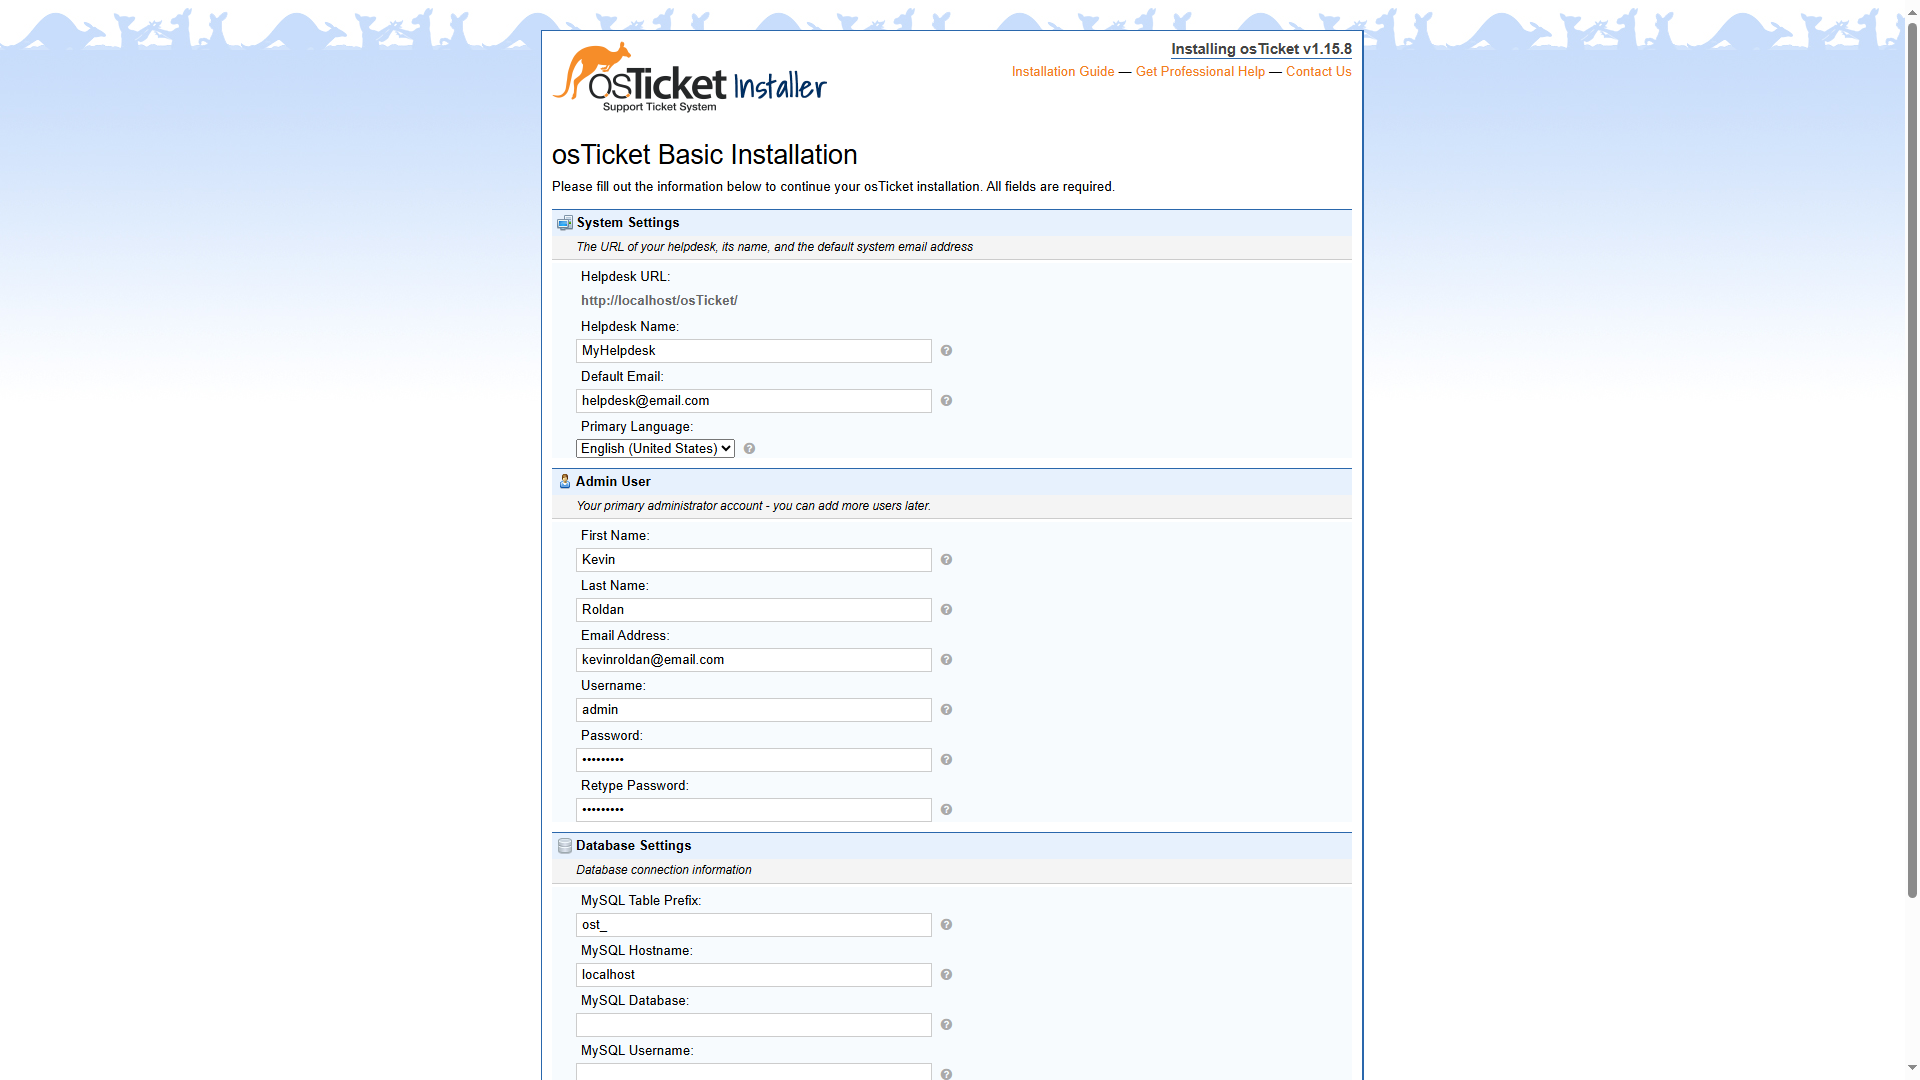 osTicket Installer
Support Ticket System
Installing osTicket v1.15.8
Installation Guide — Get Professional Help — Contact Us
osTicket Basic Installation
Please fill out the information below to continue your osTicket installation. All fields are required.
System Settings
The URL of your helpdesk, its name, and the default system email address
Helpdesk URL:
http://localhost/osTicket/
Helpdesk Name:
MyHelpdesk
Default Email:
helpdesk@email.com
Primary Language:
English (United States)
Admin User
Your primary administrator account - you can add more users later.
First Name:
Kevin
Last Name:
Roldan
Email Address:
kevinroldan@email.com
Username:
admin
Password:
•••••••••
Retype Password:
•••••••••
Database Settings
Database connection information
MySQL Table Prefix:
ost_
MySQL Hostname:
localhost
MySQL Database:
MySQL Username: